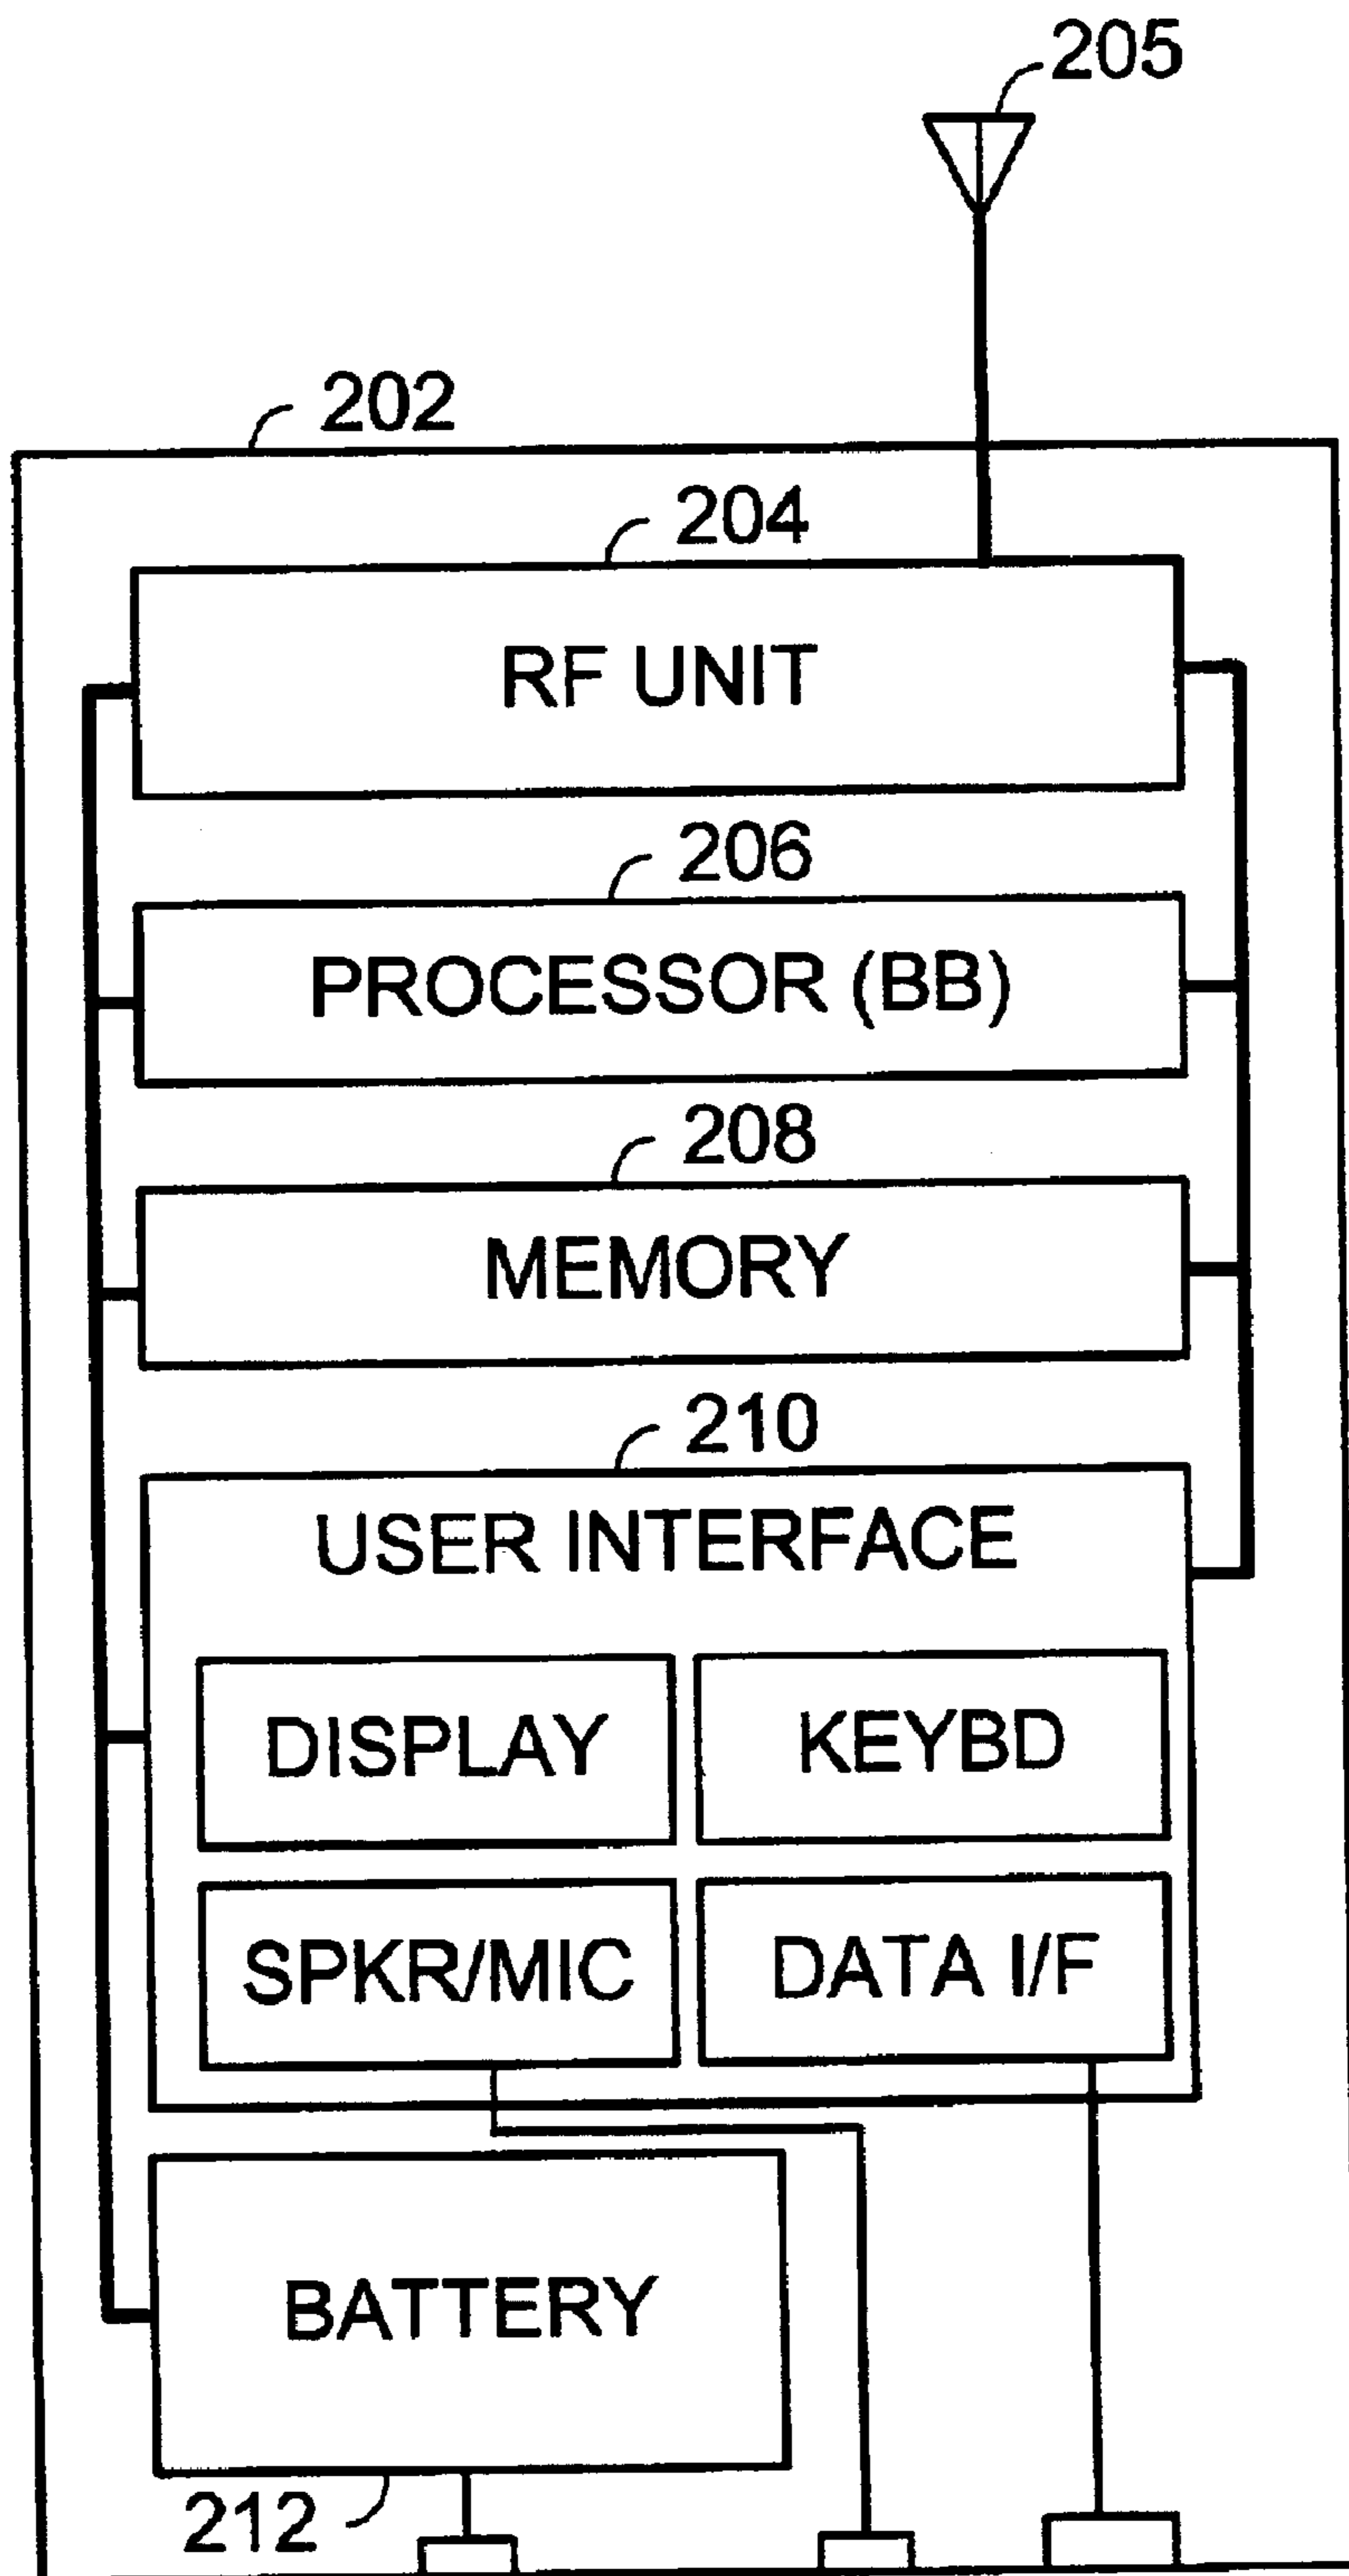 205
202
204
RF UNIT
206
PROCESSOR (BB)
208
MEMORY
210
USER INTERFACE
DISPLAY
KEYBD
SPKR/MIC
DATA I/F
BATTERY
212